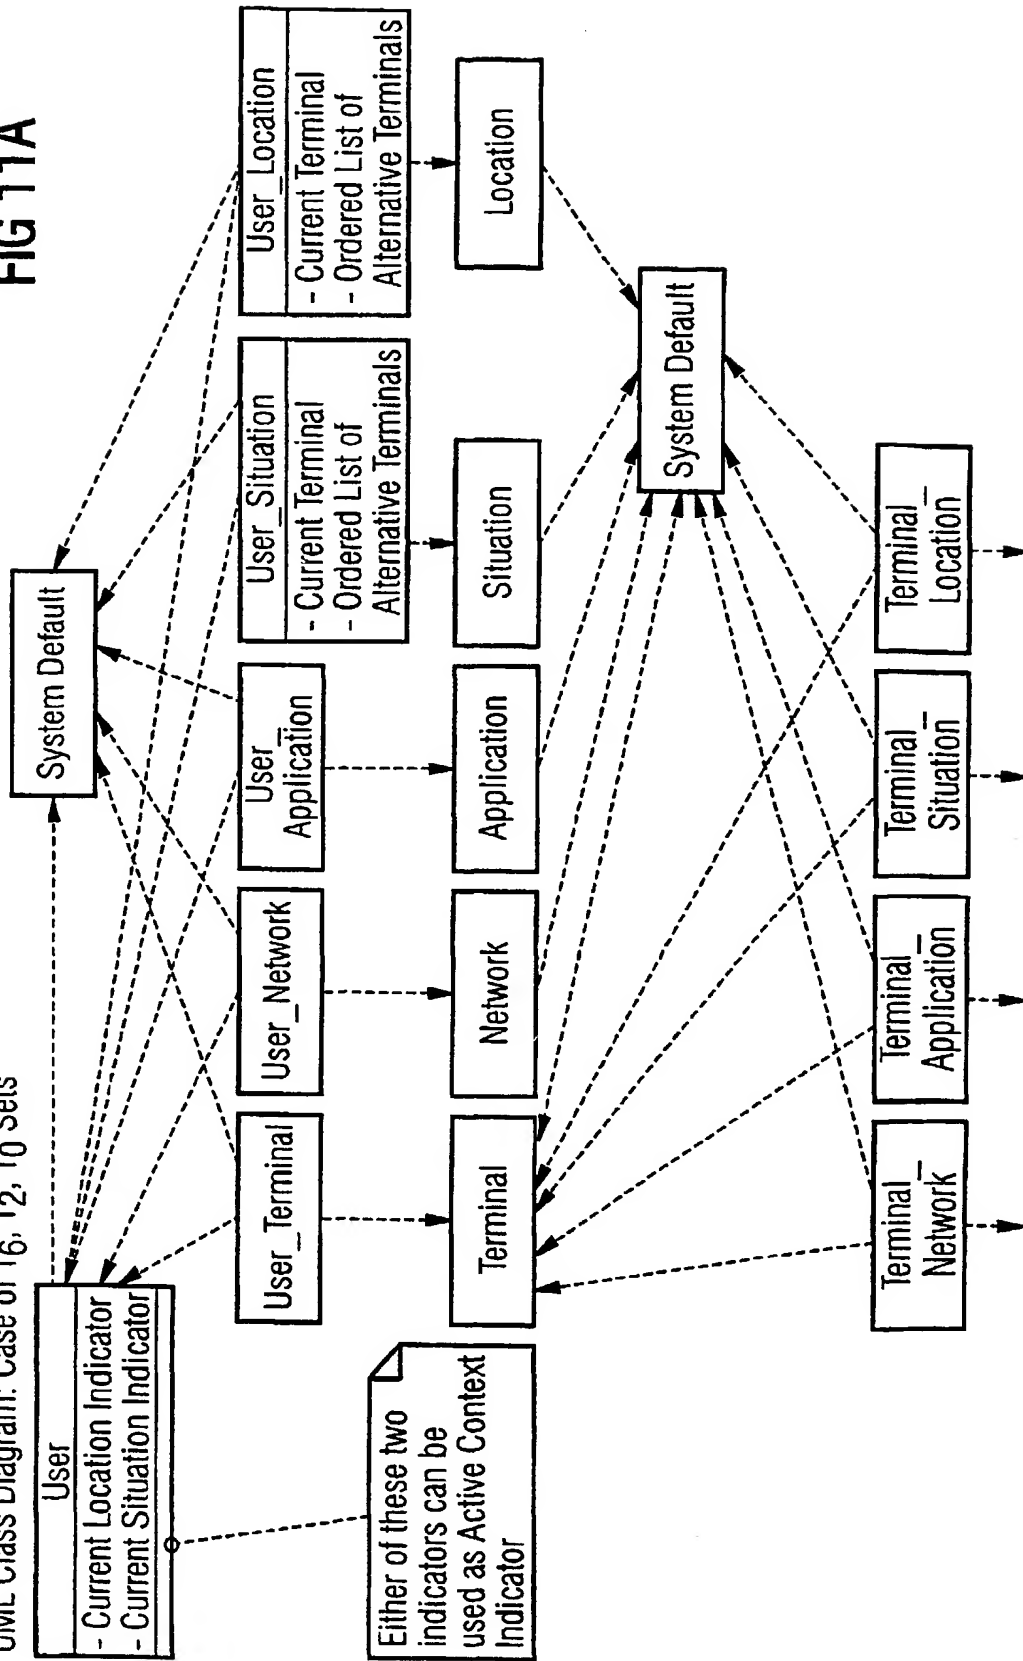 FIG 11A
UML Class Diagram: Case of 16, 12, 10 Sets
User
- Current Location Indicator
- Current Situation Indicator
System Default
Either of these two
indicators can be
used as Active Context
Indicator
User_Terminal
User_Network
User_
Application
User_Situation
- Current Terminal
- Ordered List of
Alternative Terminals
User_Location
- Current Terminal
- Ordered List of
Alternative Terminals
Terminal
Network
Application
Situation
Location
System Default
Terminal_
Network
Terminal_
Application
Terminal_
Situation
Terminal_
Location